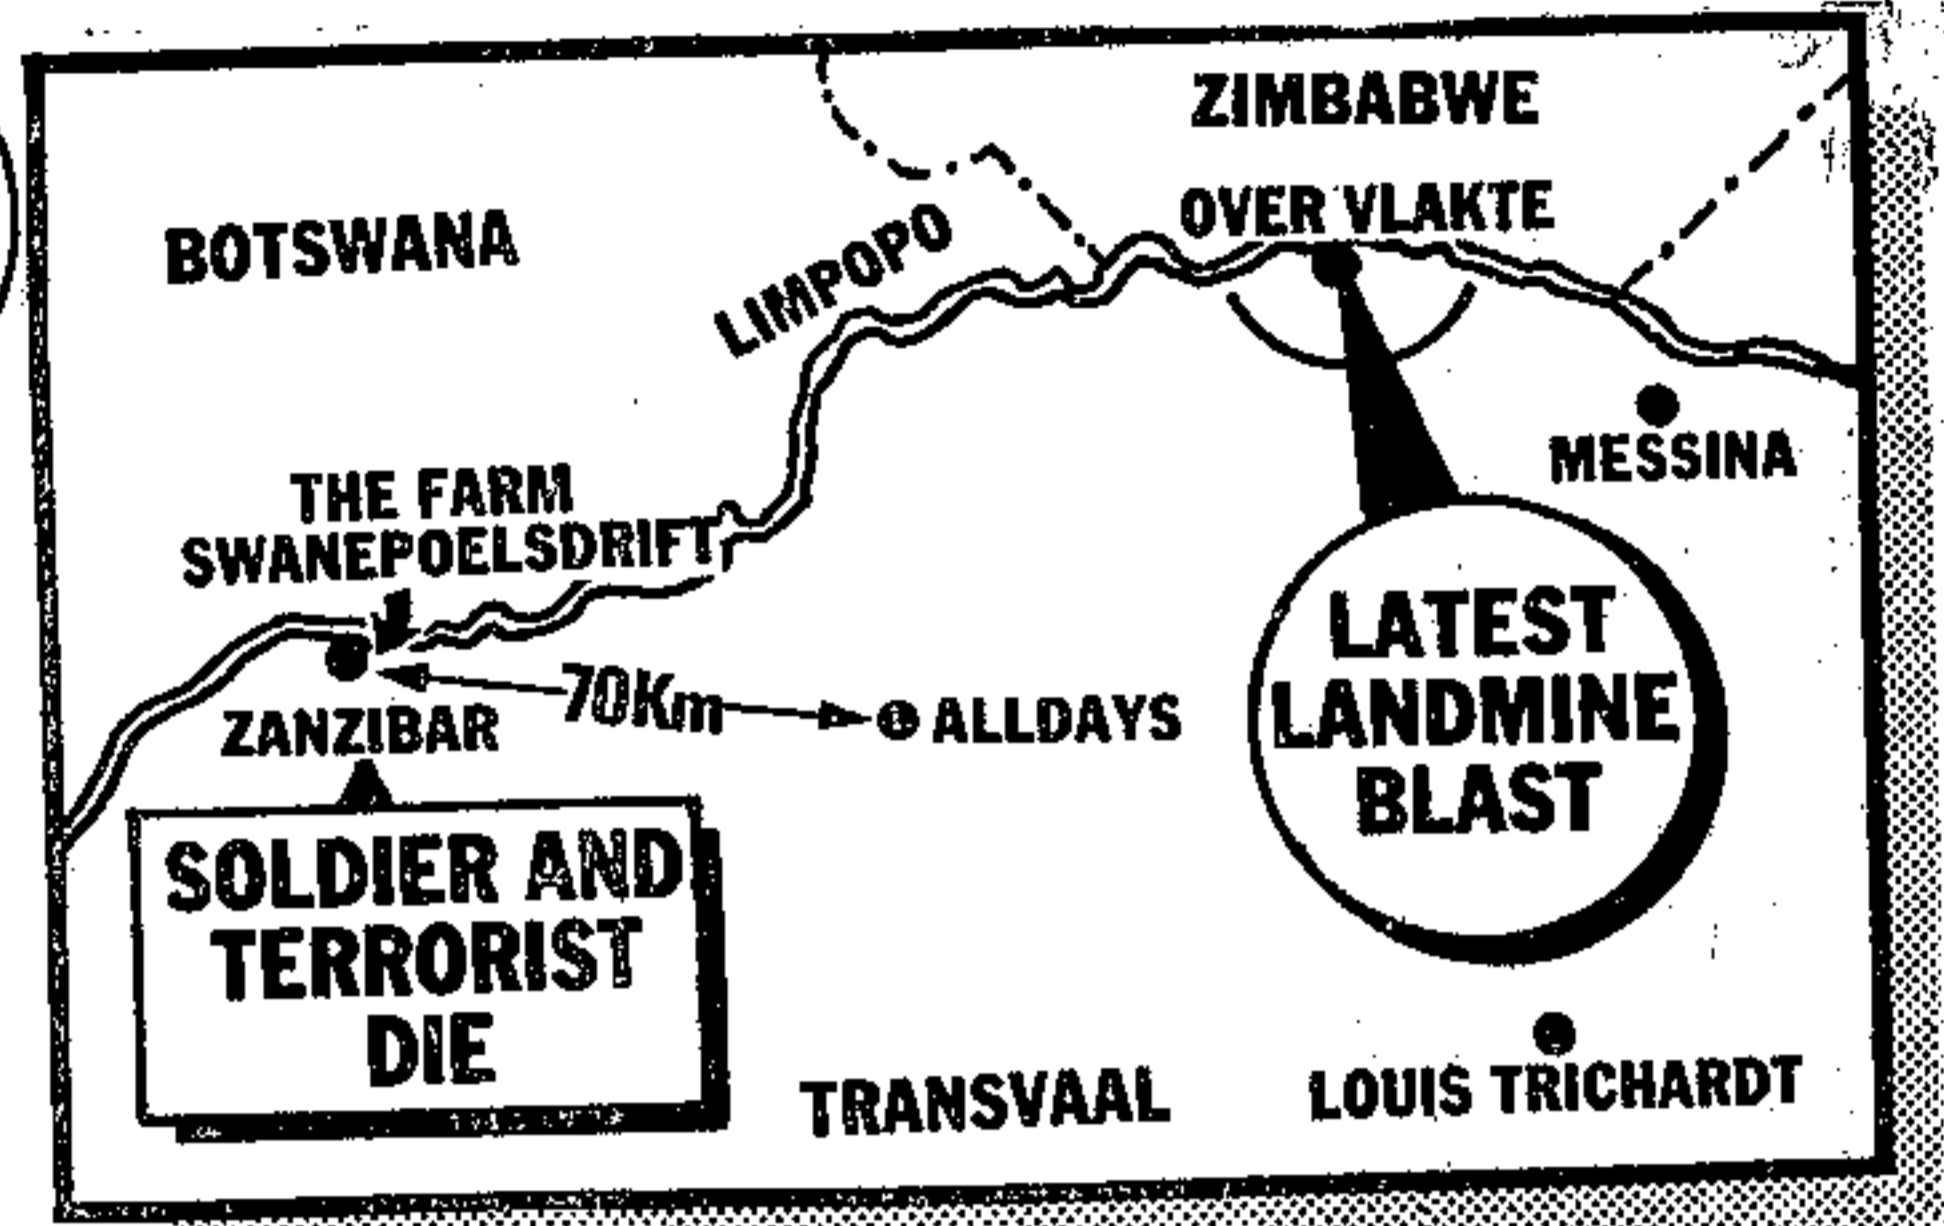 ZIMBABWE
OVER VLAKTE
BOTSWANA
LIMPOPO
MESSINA
THE FARM
SWANEPOELSDRIFT
70Km
ALLDAYS
ZANZIBAR
LATEST
LANDMINE
BLAST
SOLDIER AND
TERRORIST
DIE
TRANSVAAL
LOUIS TRICHARDT